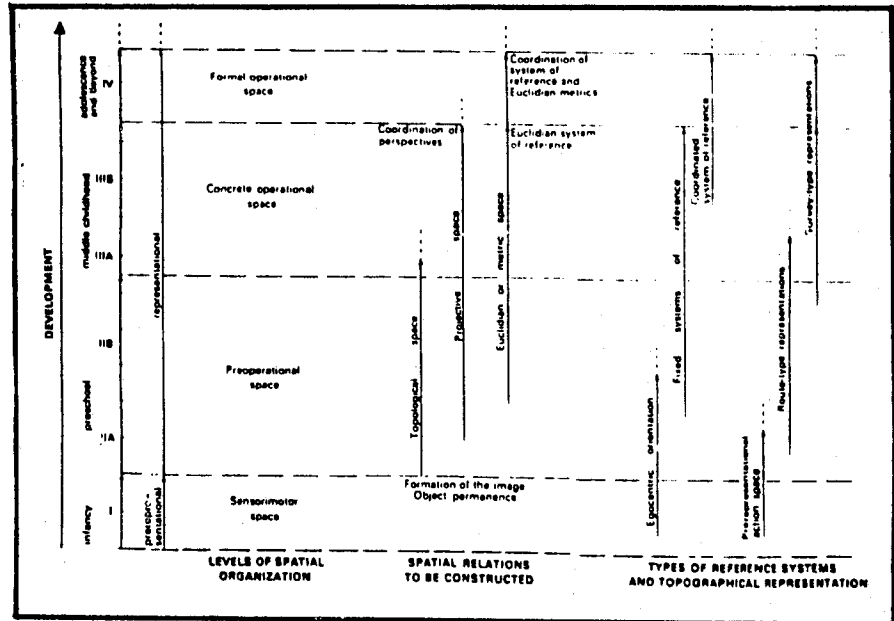 DEVELOPMENT
adolescence
and beyond
IV
middle childhood
IIIB
IIIA
preschool
IIB
IIA
infancy
I
representational
prerepre-
sentational
Formal operational
space
Concrete operational
space
Preoperational
space
Sensorimotor
space
LEVELS OF SPATIAL
ORGANIZATION
Coordination of
perspectives
Coordination of
system of
reference and
Euclidian metrics
Euclidian system
of reference
Topological space
Projective space
Euclidian or metric space
Formation of the image
Object permanence
SPATIAL RELATIONS
TO BE CONSTRUCTED
Egocentric orientation
Fixed systems of reference
Coordinated
system of reference
Prerepresentational
action space
Route-type representations
Survey-type representations
TYPES OF REFERENCE SYSTEMS
AND TOPOGRAPHICAL REPRESENTATION